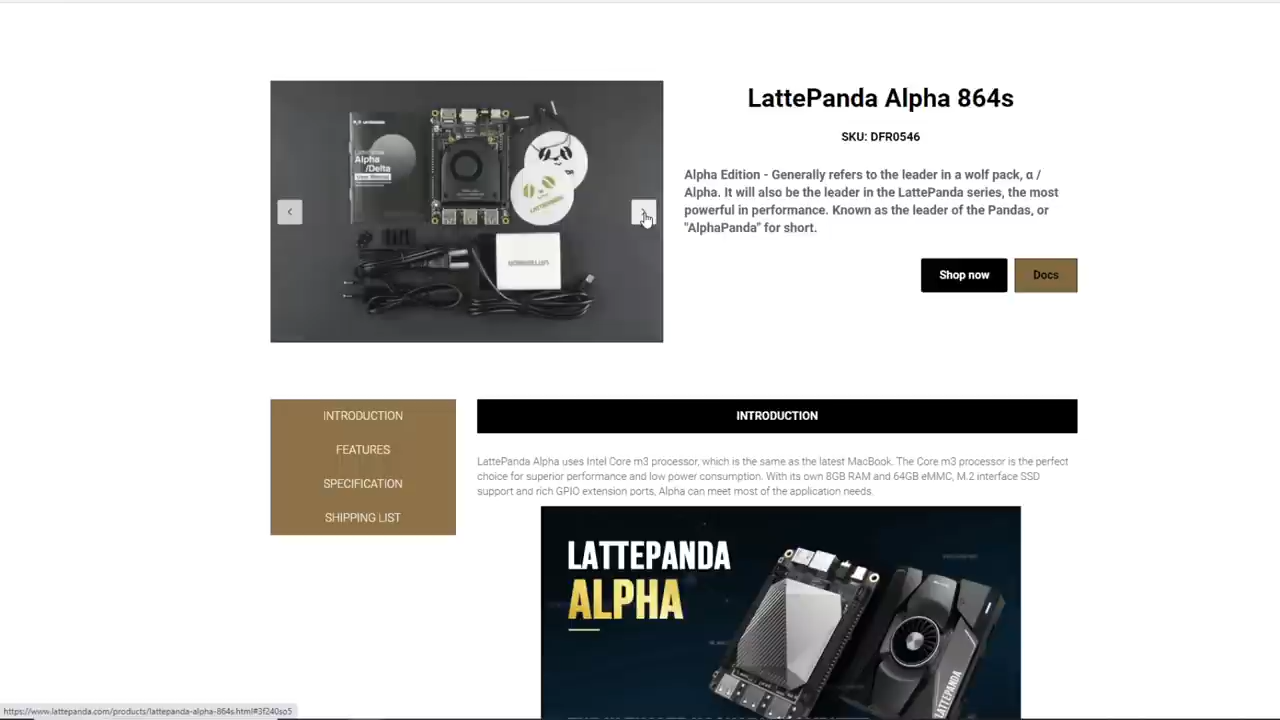 LattePanda Alpha 864s
SKU: DFR0546
Alpha Edition - Generally refers to the leader in a wolf pack, α /
Alpha. It will also be the leader in the LattePanda series, the most
powerful in performance. Known as the leader of the Pandas, or
"AlphaPanda" for short.
Shop now
Docs
Alpha
/Delta
INTRODUCTION
FEATURES
SPECIFICATION
SHIPPING LIST
INTRODUCTION
LattePanda Alpha uses Intel Core m3 processor, which is the same as the latest MacBook. The Core m3 processor is the perfect
choice for superior performance and low power consumption. With its own 8GB RAM and 64GB eMMC, M.2 interface SSD
support and rich GPIO extension ports, Alpha can meet most of the application needs.
LATTEPANDA
ALPHA
LATTEPANDA
https://www.lattepanda.com/products/lattepanda-alpha-864s.html#3f240so5